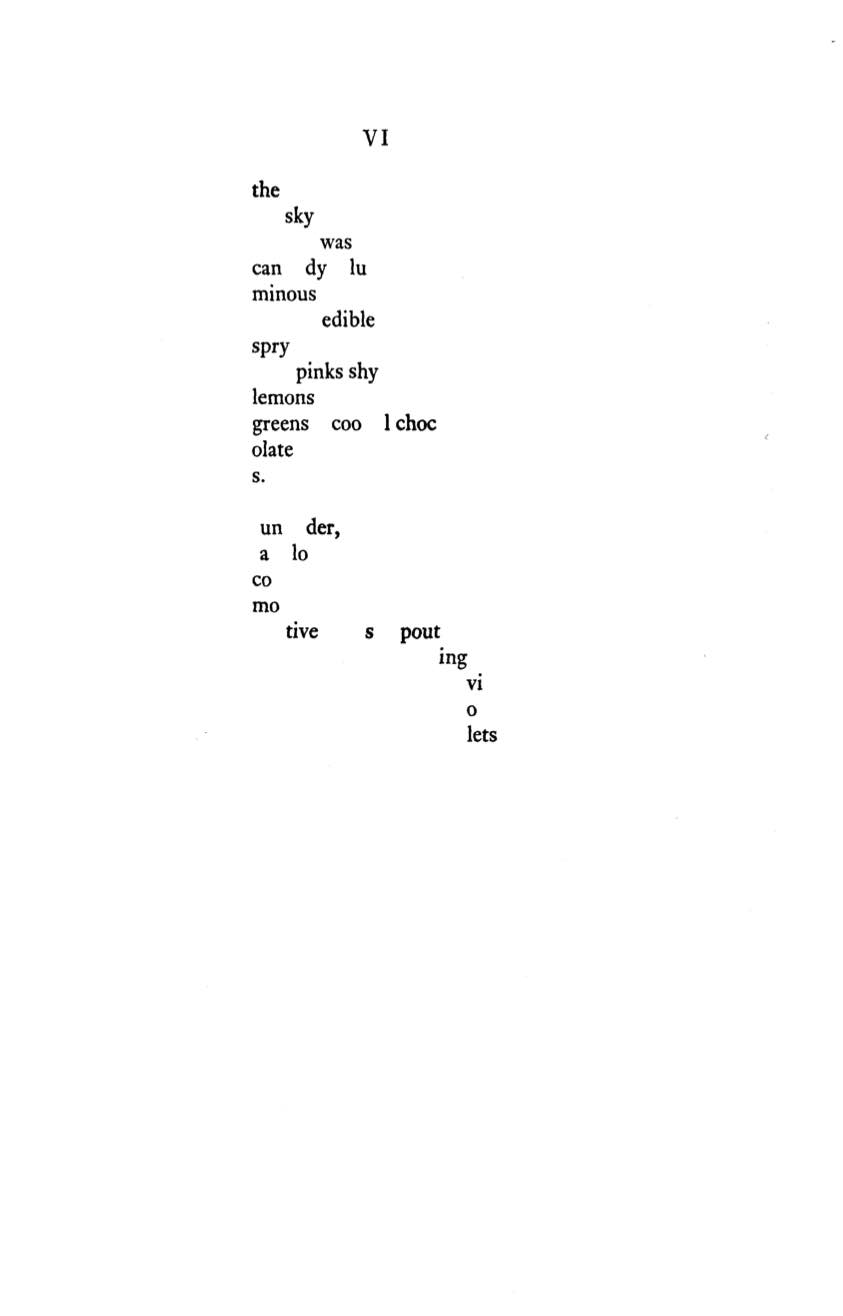 VI
the
sky
was
can dy lu
minous
edible
spry
pinks shy
lemons
greens coo l choc
olate
s.
un der,
a lo
co
mo
tive s pout
ing
vi
o
lets